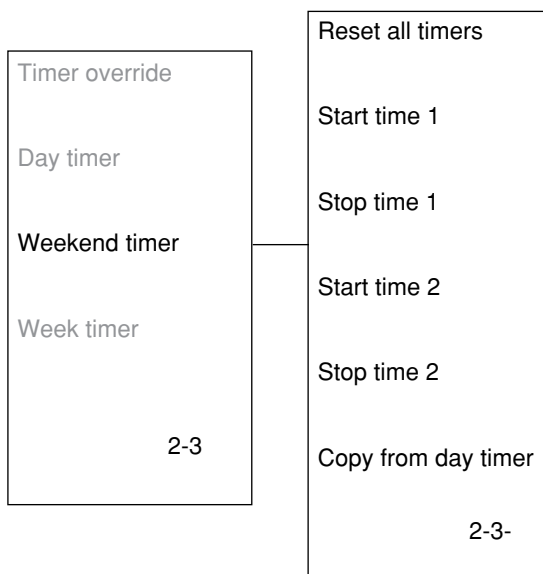 Timer override
Day timer
Weekend timer
Week timer
2-3
Reset all timers
Start time 1
Stop time 1
Start time 2
Stop time 2
Copy from day timer
2-3-